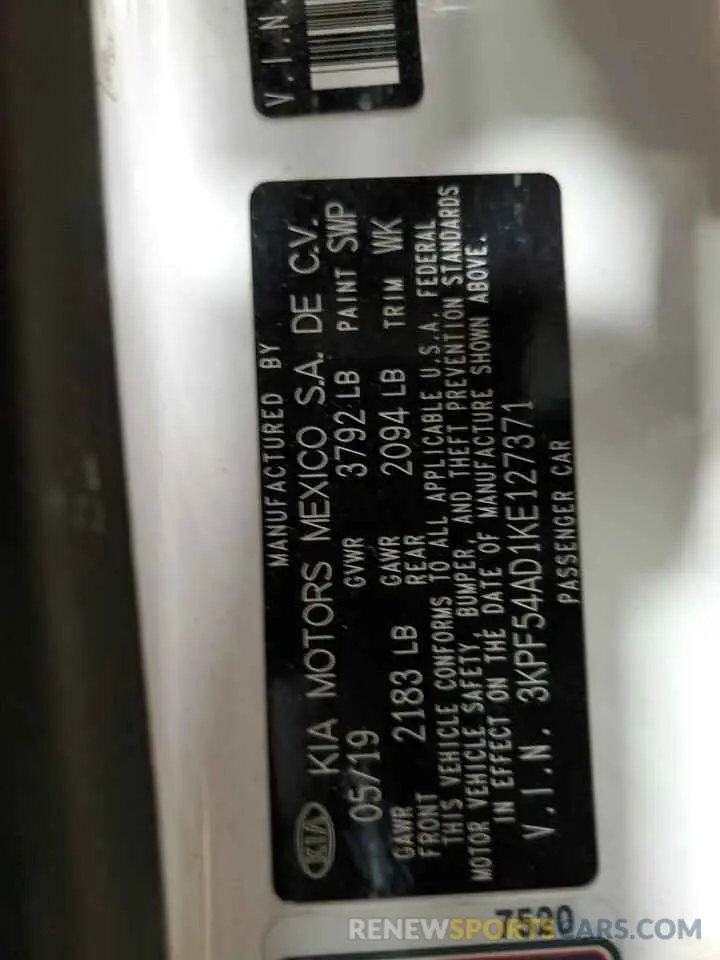 V.I.N.
MANUFACTURED BY
KIA KIA MOTORS MEXICO S.A. DE C.V.
05/19 GVWR 3792 LB PAINT SWP
GAWR FRONT 2183 LB GAWR REAR 2094 LB TRIM WK
THIS VEHICLE CONFORMS TO ALL APPLICABLE U.S.A. FEDERAL
MOTOR VEHICLE SAFETY, BUMPER, AND THEFT PREVENTION STANDARDS
IN EFFECT ON THE DATE OF MANUFACTURE SHOWN ABOVE.
V.I.N. 3KPF54AD1KE127371
PASSENGER CAR
7520
RENEWSPORTSCARS.COM